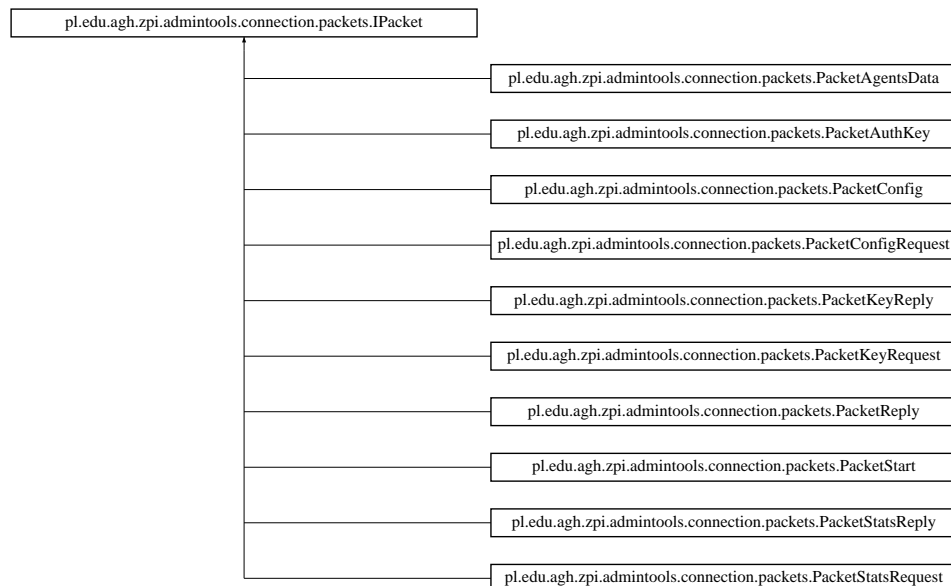 pl.edu.agh.zpi.admintools.connection.packets.IPacket
pl.edu.agh.zpi.admintools.connection.packets.PacketAgentsData
pl.edu.agh.zpi.admintools.connection.packets.PacketAuthKey
pl.edu.agh.zpi.admintools.connection.packets.PacketConfig
pl.edu.agh.zpi.admintools.connection.packets.PacketConfigRequest
pl.edu.agh.zpi.admintools.connection.packets.PacketKeyReply
pl.edu.agh.zpi.admintools.connection.packets.PacketKeyRequest
pl.edu.agh.zpi.admintools.connection.packets.PacketReply
pl.edu.agh.zpi.admintools.connection.packets.PacketStart
pl.edu.agh.zpi.admintools.connection.packets.PacketStatsReply
pl.edu.agh.zpi.admintools.connection.packets.PacketStatsRequest